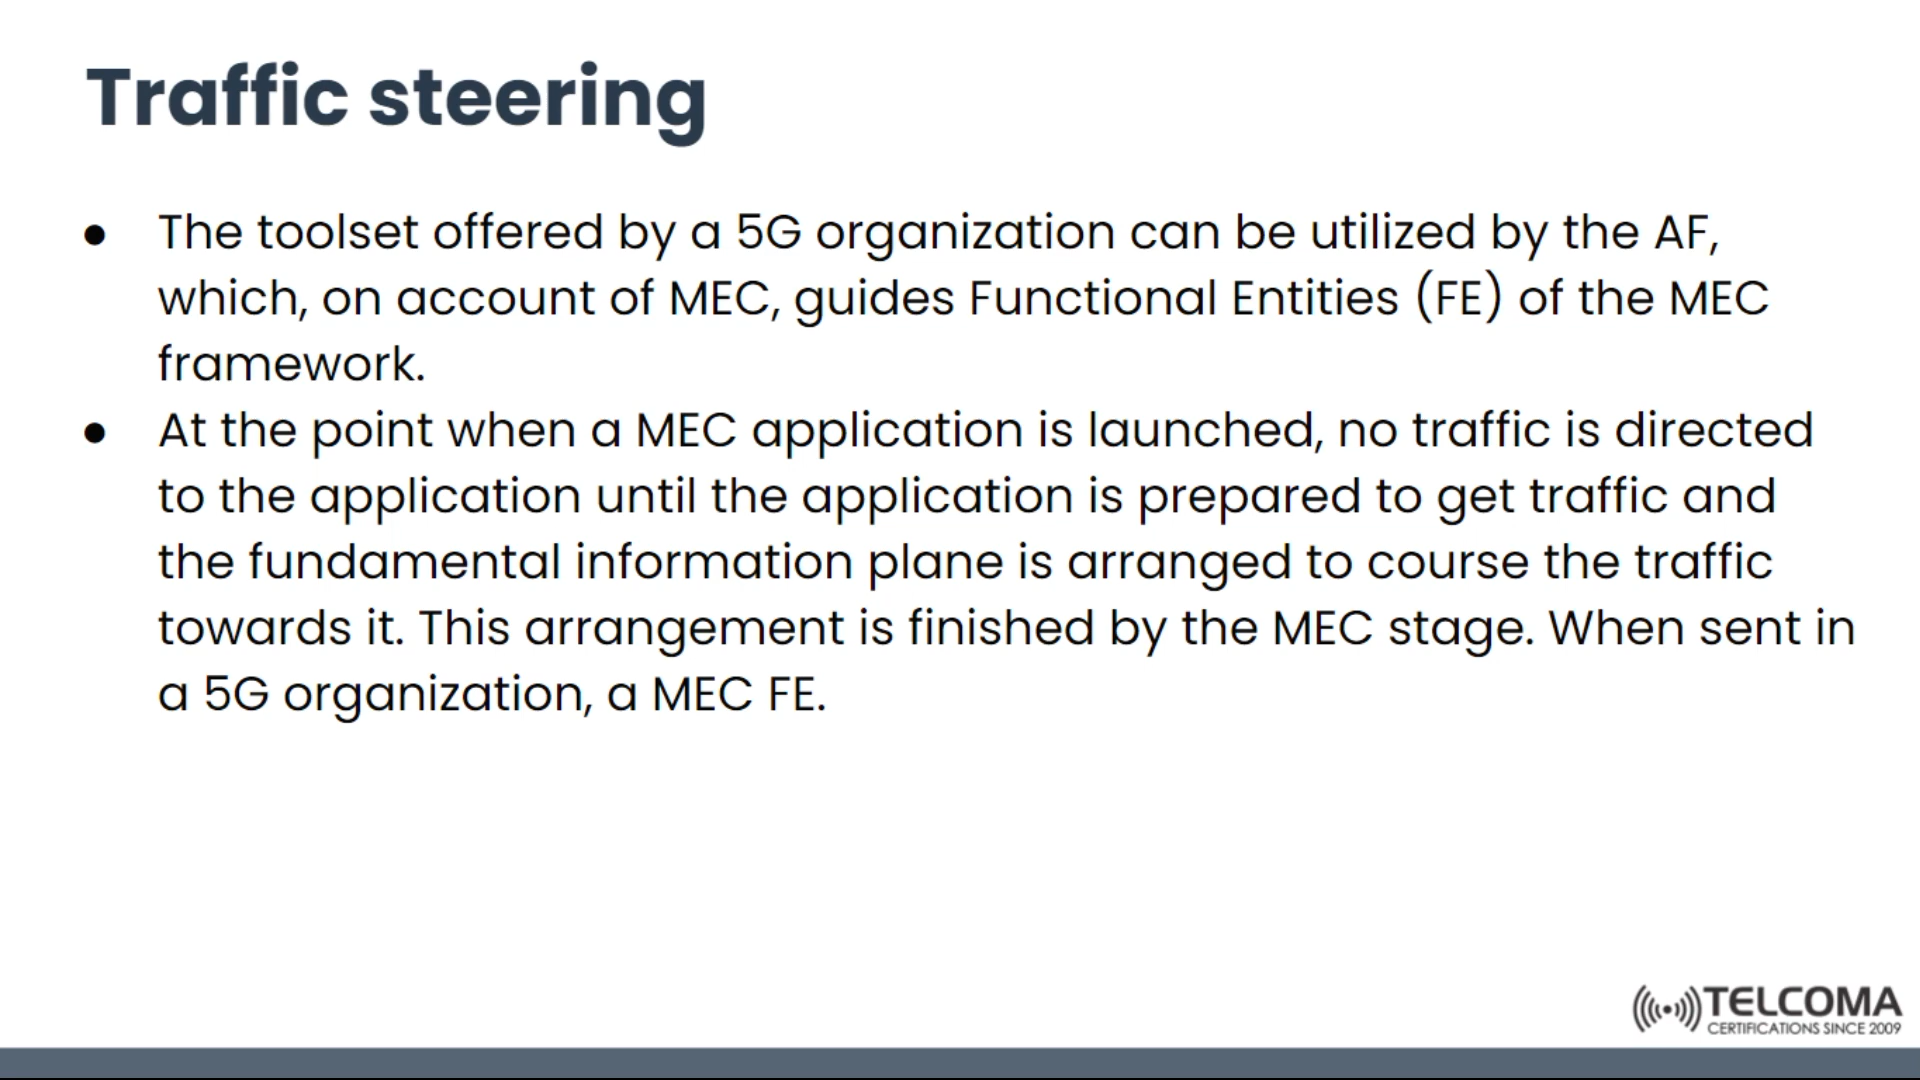 Traffic steering
● The toolset offered by a 5G organization can be utilized by the AF,
which, on account of MEC, guides Functional Entities (FE) of the MEC
framework.
● At the point when a MEC application is launched, no traffic is directed
to the application until the application is prepared to get traffic and
the fundamental information plane is arranged to course the traffic
towards it. This arrangement is finished by the MEC stage. When sent in
a 5G organization, a MEC FE.
TELCOMA
CERTIFICATIONS SINCE 2009